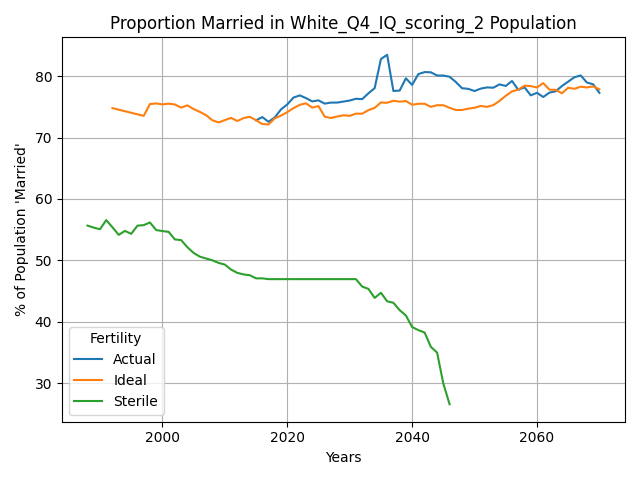 Proportion Married in White_Q4_IQ_scoring_2 Population
% of Population 'Married'
80
70
60
50
40
30
Fertility
Actual
Ideal
Sterile
2000
2020
2040
2060
Years